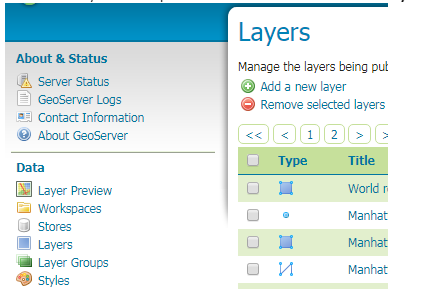 About & Status
Server Status
GeoServer Logs
Contact Information
About GeoServer
Data
Layer Preview
Workspaces
Stores
Layers
Layer Groups
Styles
Layers
Manage the layers being pub
Add a new layer
Remove selected layers
<< < 1 2 > >
Type Title
World r
Manhat
Manhat
Manhat